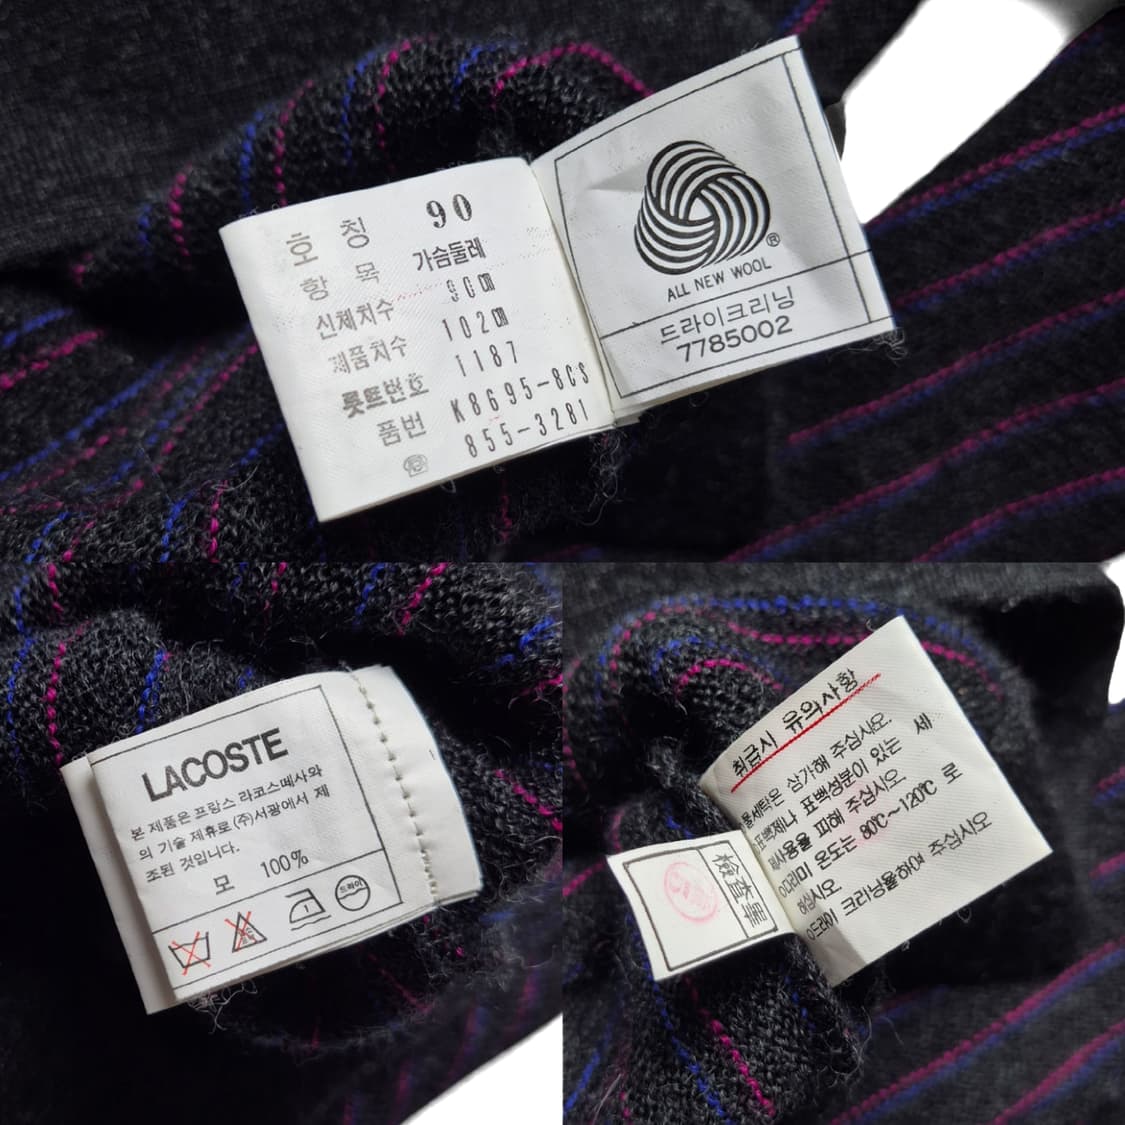 호 칭 90
항 목 가슴둘레
신체치수 90㎝
제품치수 102㎝
롯트번호 1187
품번 K8695-8CS
855-3281
ALL NEW WOOL
®
드라이크리닝
7785002
LACOSTE
본 제품은 프랑스 라코스떼사와
의 기술 제휴로 (주)서광에서 제
조된 것입니다.
모 100%
드라이
취급시 유의사항
물세탁은 삼가해 주십시오.
표백제나 표백성분이 있는 세
제사용을 피해 주십시오
다리미 온도는 80℃~120℃ 로
하십시오
드라이 크리닝을하여 주십시오
檢査畢